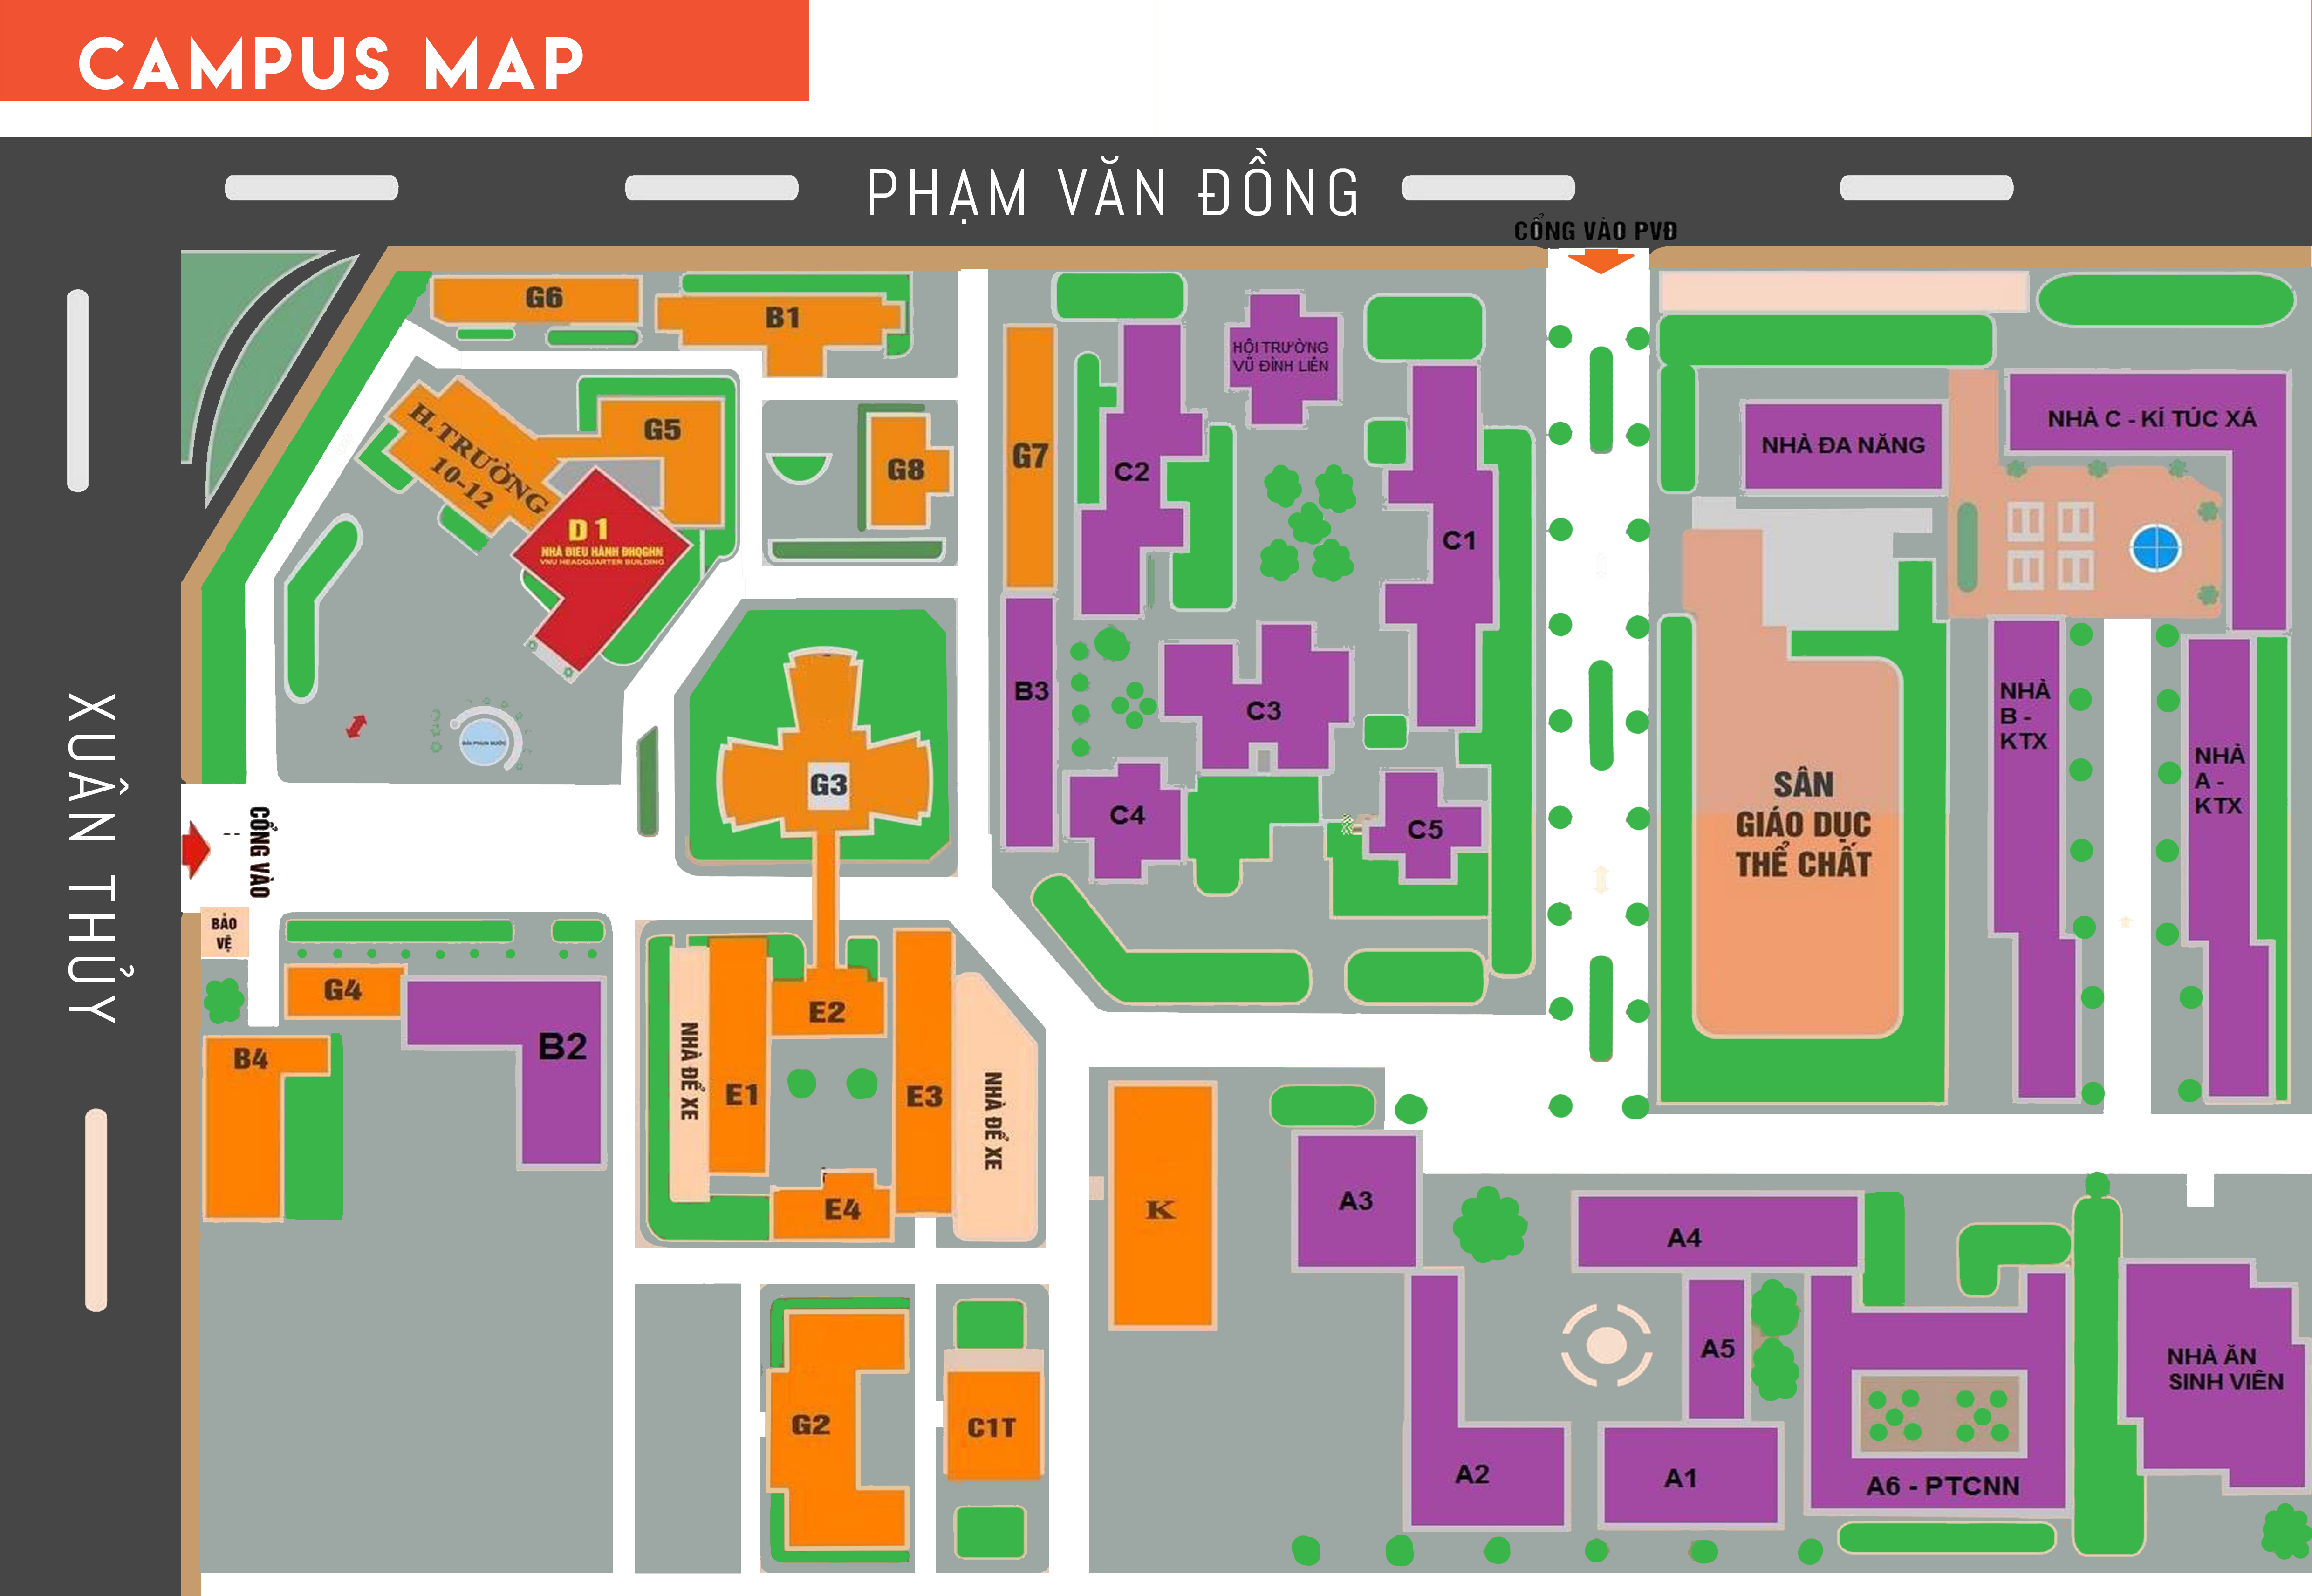 CAMPUS MAP
PHẠM VĂN ĐỒNG
CỔNG VÀO PVĐ
G6
B1
HỘI TRƯỜNG
VŨ ĐÌNH LIÊN
H.TRƯỜNG
10-12
G5
G8
G7
C2
C1
NHÀ ĐA NĂNG
NHÀ C - KÍ TÚC XÁ
D1
NHÀ ĐIỀU HÀNH ĐHQGHN
VNU HEADQUARTER BUILDING
XUÂN THỦY
B3
C3
NHÀ
B -
KTX
NHÀ
A -
KTX
G3
C4
C5
SÂN
GIÁO DỤC
THỂ CHẤT
CỔNG VÀO
BẢO
VỆ
G4
B2
B4
E2
NHÀ ĐỂ XE
E1
E3
NHÀ ĐỂ XE
E4
K
A3
A4
A5
G2
C1T
A2
A1
A6 - PTCNN
NHÀ ĂN
SINH VIÊN